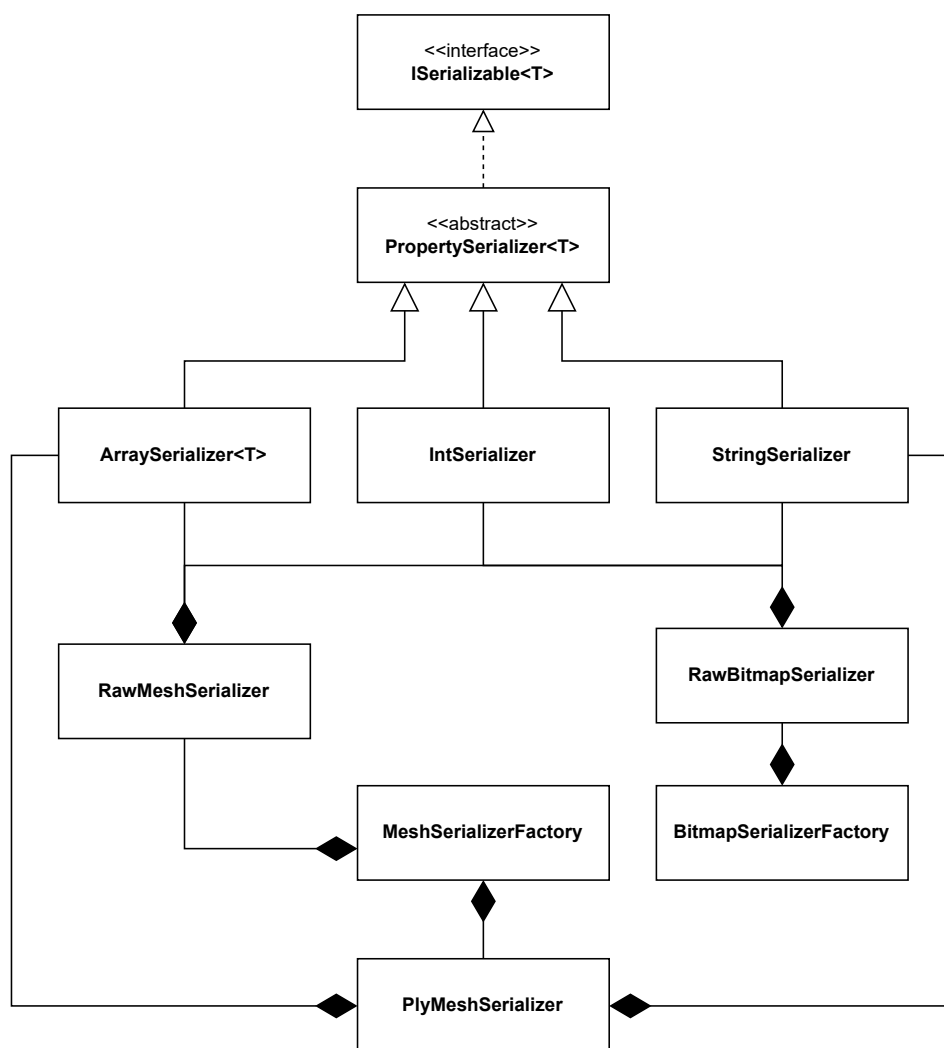 <<interface>>
ISerializable<T>
<<abstract>>
PropertySerializer<T>
ArraySerializer<T>
IntSerializer
StringSerializer
RawMeshSerializer
RawBitmapSerializer
MeshSerializerFactory
BitmapSerializerFactory
PlyMeshSerializer